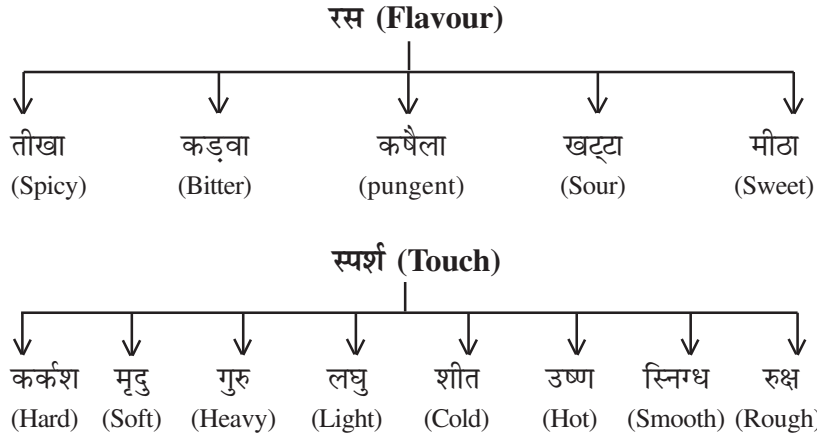 रस (Flavour)
तीखा कड़वा कषैला खट्टा मीठा
(Spicy) (Bitter) (pungent) (Sour) (Sweet)
स्पर्श (Touch)
कर्कश मृदु गुरु लघु शीत उष्ण स्निग्ध रुक्ष
(Hard) (Soft) (Heavy) (Light) (Cold) (Hot) (Smooth) (Rough)